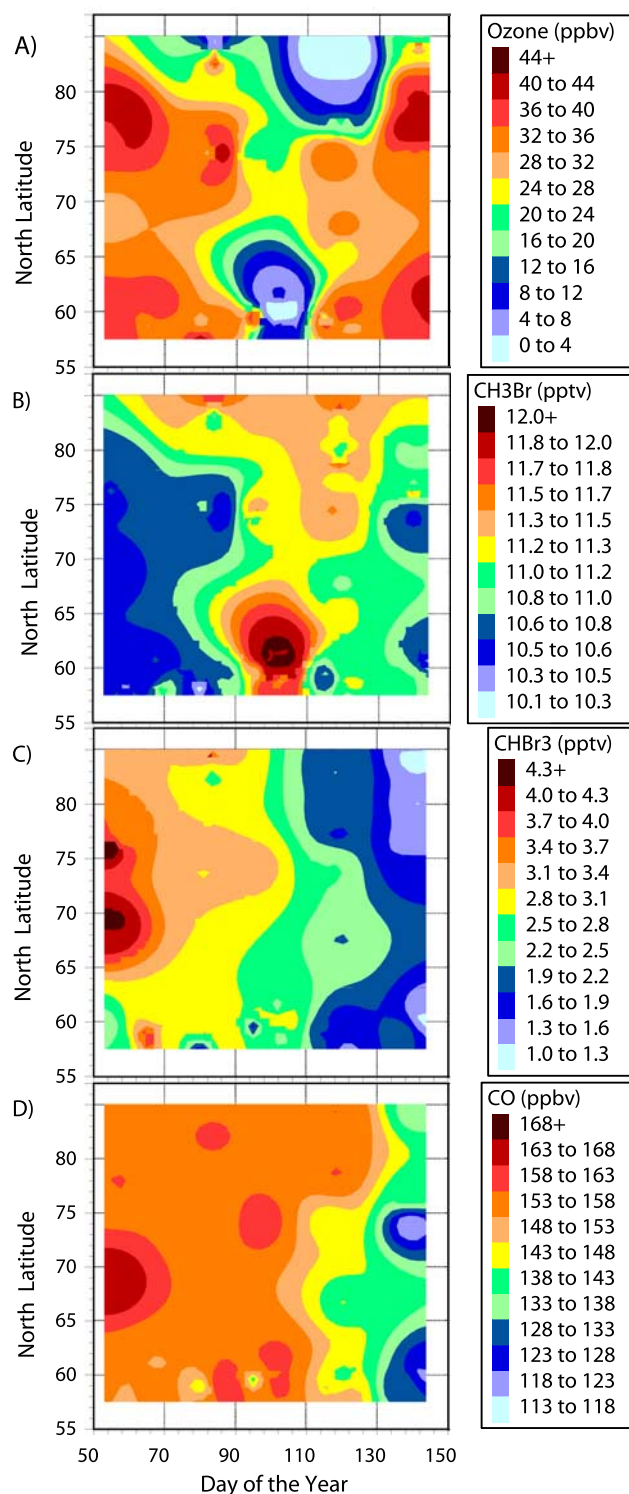 A)
North Latitude
80
75
70
65
60
55
Ozone (ppbv)
44+
40 to 44
36 to 40
32 to 36
28 to 32
24 to 28
20 to 24
16 to 20
12 to 16
8 to 12
4 to 8
0 to 4
B)
North Latitude
80
75
70
65
60
55
CH3Br (pptv)
12.0+
11.8 to 12.0
11.7 to 11.8
11.5 to 11.7
11.3 to 11.5
11.2 to 11.3
11.0 to 11.2
10.8 to 11.0
10.6 to 10.8
10.5 to 10.6
10.3 to 10.5
10.1 to 10.3
C)
North Latitude
80
75
70
65
60
55
CHBr3 (pptv)
4.3+
4.0 to 4.3
3.7 to 4.0
3.4 to 3.7
3.1 to 3.4
2.8 to 3.1
2.5 to 2.8
2.2 to 2.5
1.9 to 2.2
1.6 to 1.9
1.3 to 1.6
1.0 to 1.3
D)
North Latitude
80
75
70
65
60
55
CO (ppbv)
168+
163 to 168
158 to 163
153 to 158
148 to 153
143 to 148
138 to 143
133 to 138
128 to 133
123 to 128
118 to 123
113 to 118
50 70 90 110 130 150
Day of the Year